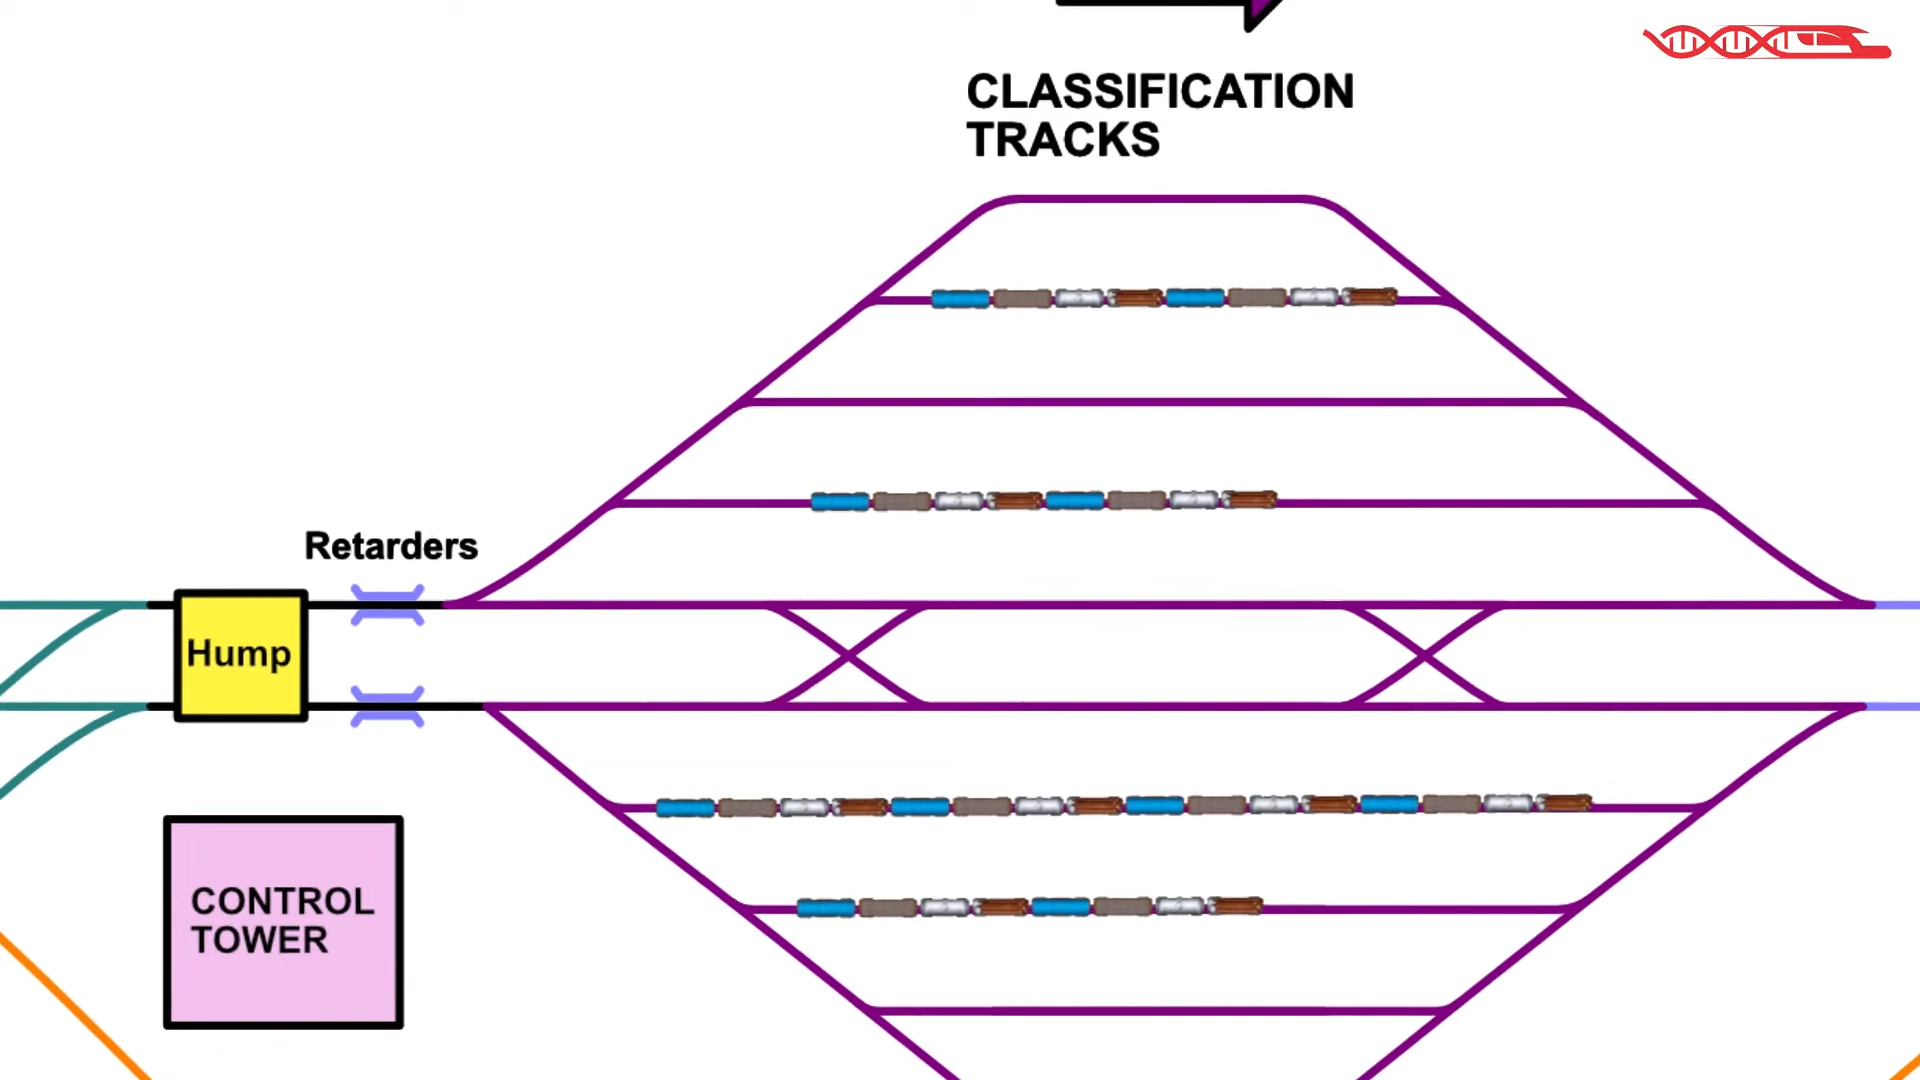 CLASSIFICATION
TRACKS
Retarders
Hump
CONTROL
TOWER